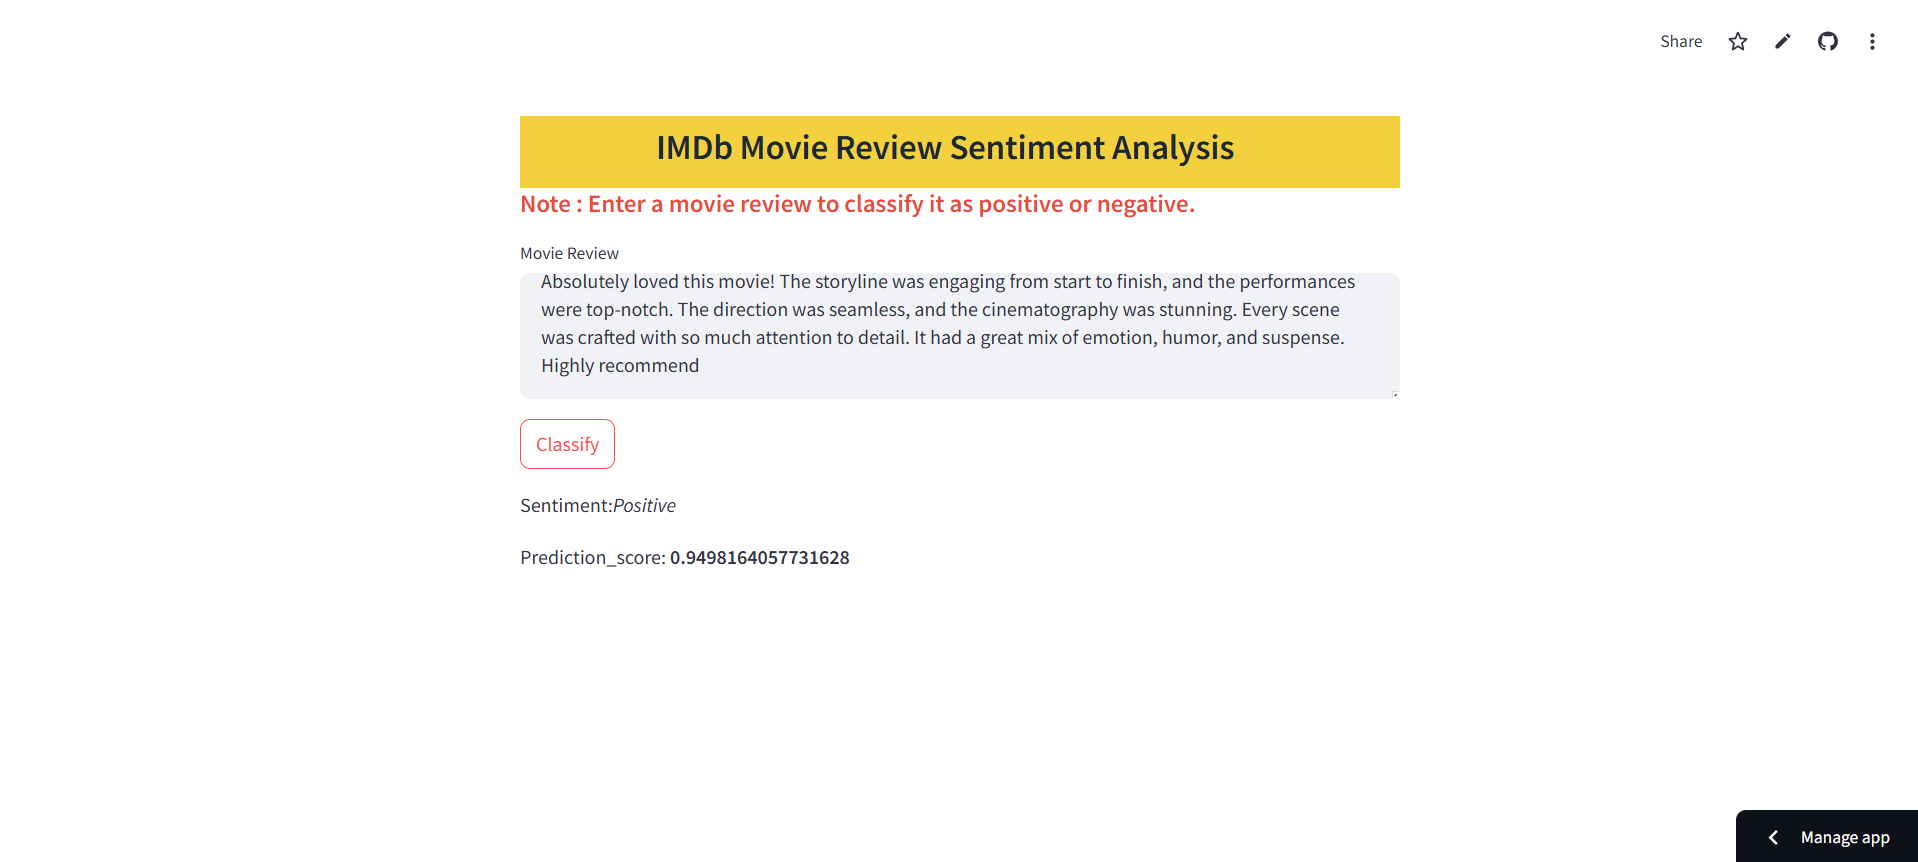 Share
IMDb Movie Review Sentiment Analysis
Note : Enter a movie review to classify it as positive or negative.
Movie Review
Absolutely loved this movie! The storyline was engaging from start to finish, and the performances
were top-notch. The direction was seamless, and the cinematography was stunning. Every scene
was crafted with so much attention to detail. It had a great mix of emotion, humor, and suspense.
Highly recommend
Classify
Sentiment:Positive
Prediction_score: 0.9498164057731628
Manage app